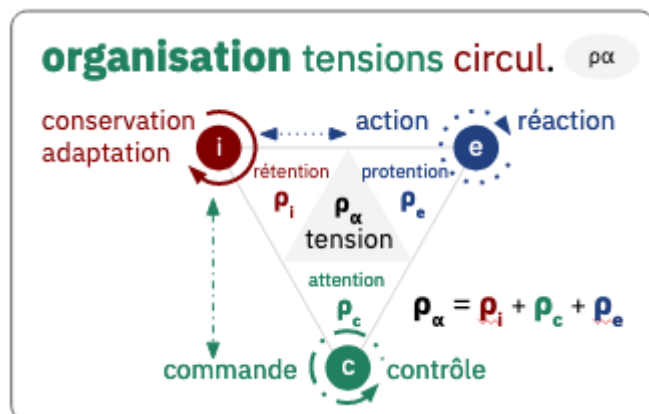 organisation tensions circul. ρα
conservation
adaptation
i
action
e
réaction
rétention
protention
ρi
ρα
ρe
tension
attention
ρc
ρα = ρi + ρc + ρe
commande
c
contrôle